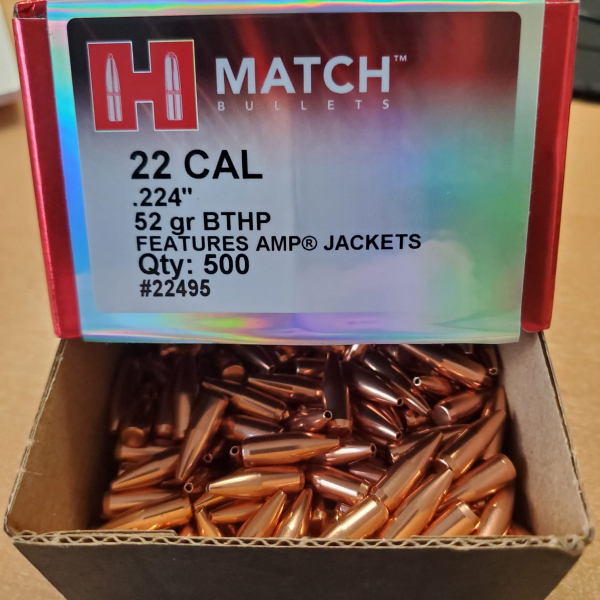 H MATCH™
BULLETS
22 CAL
.224"
52 gr BTHP
FEATURES AMP® JACKETS
Qty: 500
#22495